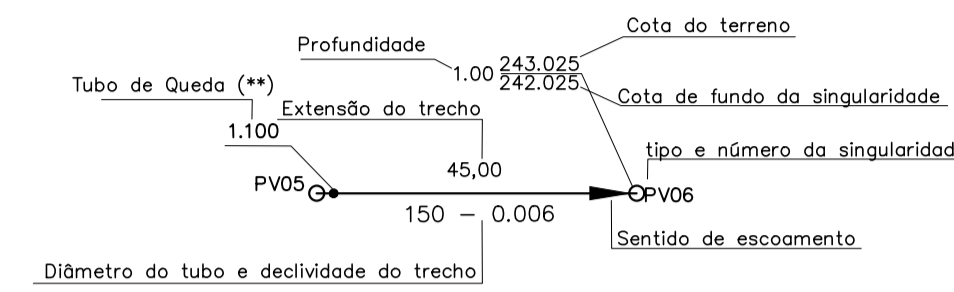 Cota do terreno
Profundidade
1.00 243.025
242.025
Tubo de Queda (**)
Cota de fundo da singularidade
Extensão do trecho
1.100
tipo e número da singularidad
45,00
PV05
PV06
150 - 0.006
Sentido de escoamento
Diâmetro do tubo e declividade do trecho